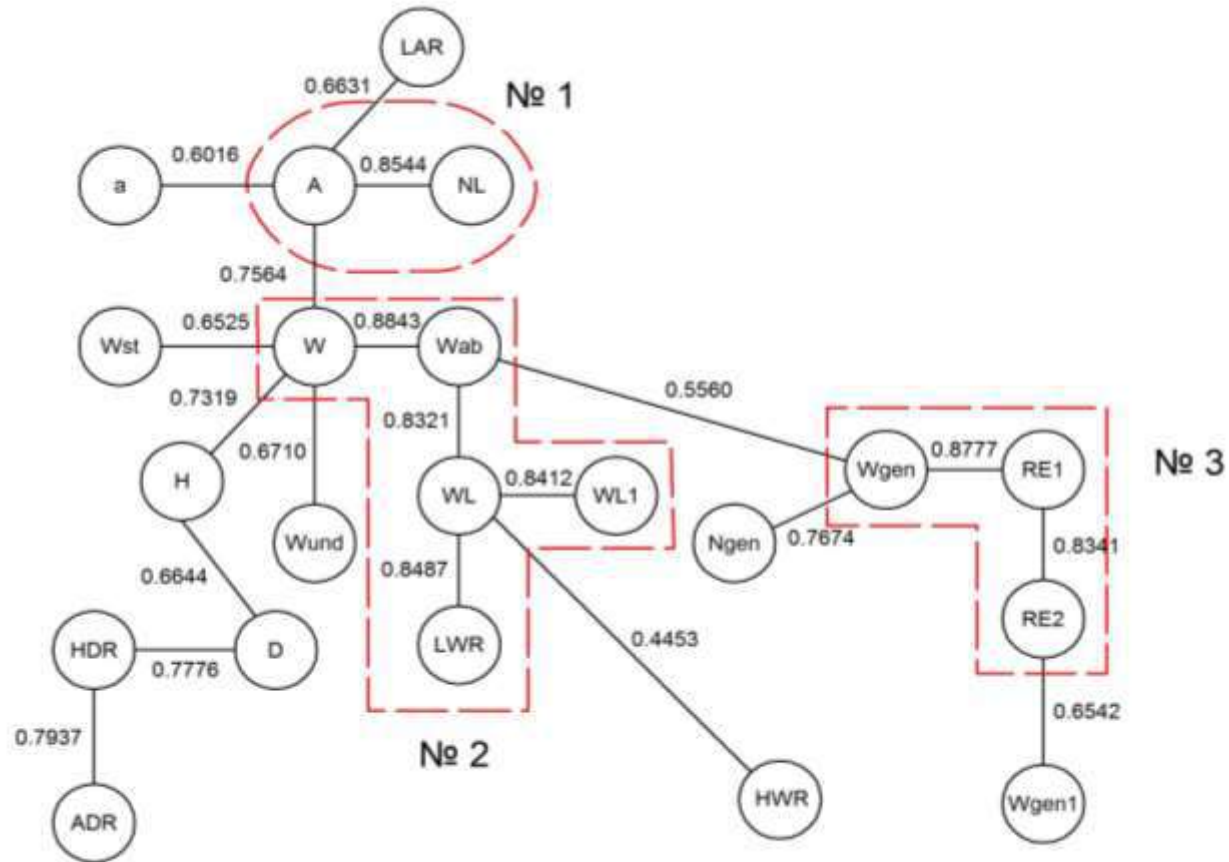 LAR
0.6631
№ 1
0.6016
0.8544
a
A
NL
0.7564
0.6525
0.8843
Wst
W
Wab
0.5560
0.7319
0.8321
0.6710
0.8777
№ 3
H
0.8412
Wgen
RE1
WL
WL1
Wund
Ngen
0.7674
0.8341
0.8487
0.6644
RE2
HDR
D
LWR
0.4453
0.7776
0.6542
0.7937
№ 2
HWR
Wgen1
ADR